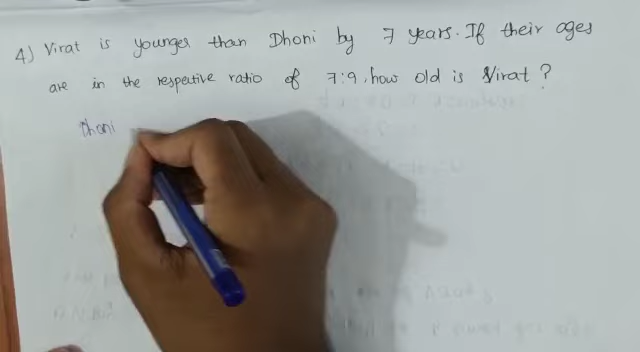 4) Virat is younger than Dhoni by 7 years. If their ages
are in the respective ratio of 7:9, how old is Virat?
Dhoni